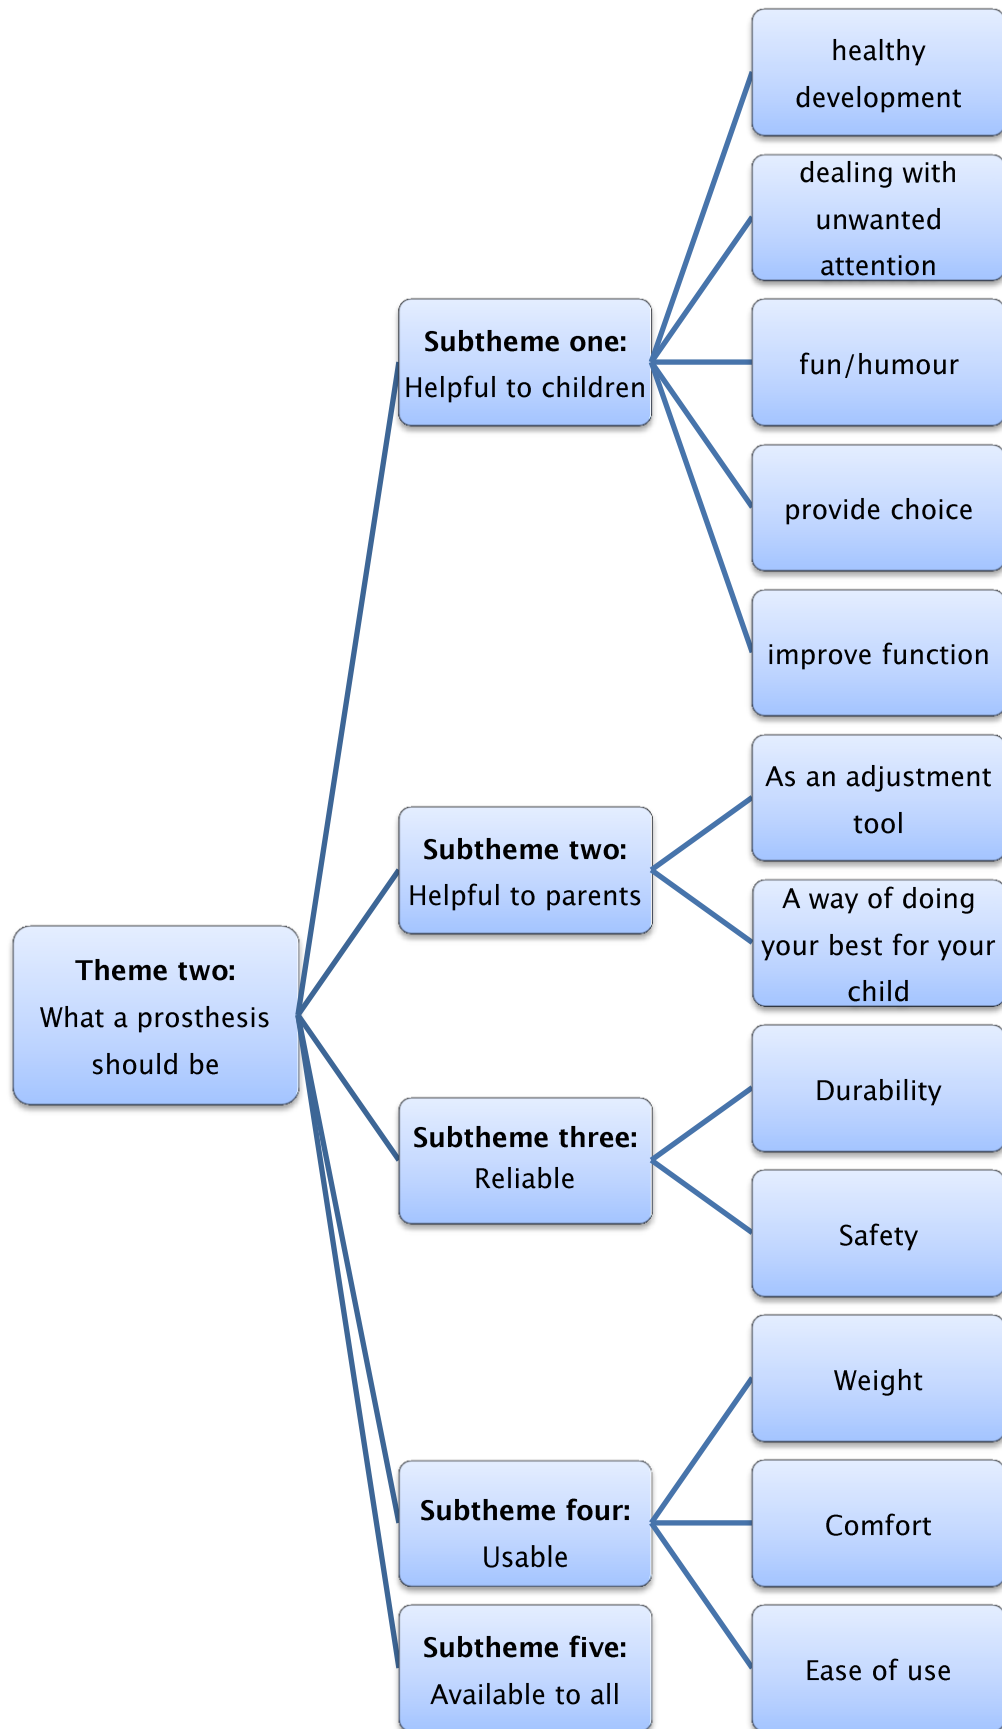 healthy
development
dealing with
unwanted
attention
Subtheme one:
Helpful to children
fun/humour
provide choice
improve function
As an adjustment
tool
Subtheme two:
Helpful to parents
A way of doing
your best for your
child
Theme two:
What a prosthesis
should be
Durability
Subtheme three:
Reliable
Safety
Weight
Subtheme four:
Usable
Comfort
Subtheme five:
Available to all
Ease of use